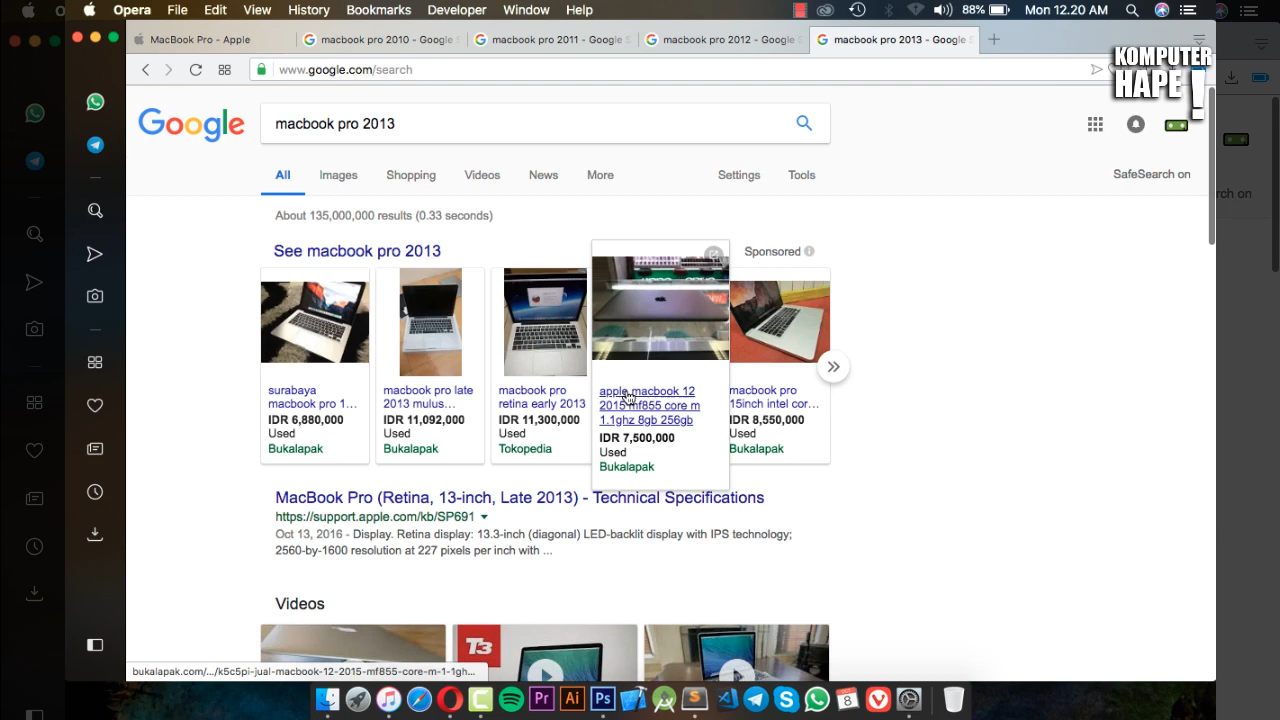 Opera File Edit View History Bookmarks Developer Window Help 88% Mon 12.20 AM
MacBook Pro - Apple
macbook pro 2010 - Google S
macbook pro 2011 - Google S
macbook pro 2012 - Google S
macbook pro 2013 - Google S
KOMPUTER
HAPE!
www.google.com/search
Google
macbook pro 2013
All Images Shopping Videos News More Settings Tools SafeSearch on
rch on
About 135,000,000 results (0.33 seconds)
See macbook pro 2013
Sponsored
surabaya
macbook pro 1...
IDR 6,880,000
Used
Bukalapak
macbook pro late
2013 mulus...
IDR 11,092,000
Used
Bukalapak
macbook pro
retina early 2013
IDR 11,300,000
Used
Tokopedia
apple macbook 12
2015 mf855 core m
1.1ghz 8gb 256gb
IDR 7,500,000
Used
Bukalapak
macbook pro
15inch intel cor...
IDR 8,550,000
Used
Bukalapak
MacBook Pro (Retina, 13-inch, Late 2013) - Technical Specifications
https://support.apple.com/kb/SP691
Oct 13, 2016 - Display. Retina display: 13.3-inch (diagonal) LED-backlit display with IPS technology;
2560-by-1600 resolution at 227 pixels per inch with ...
Videos
T3
bukalapak.com/.../k5c5pi-jual-macbook-12-2015-mf855-core-m-1-1gh...
Pr Ai Ps S 8